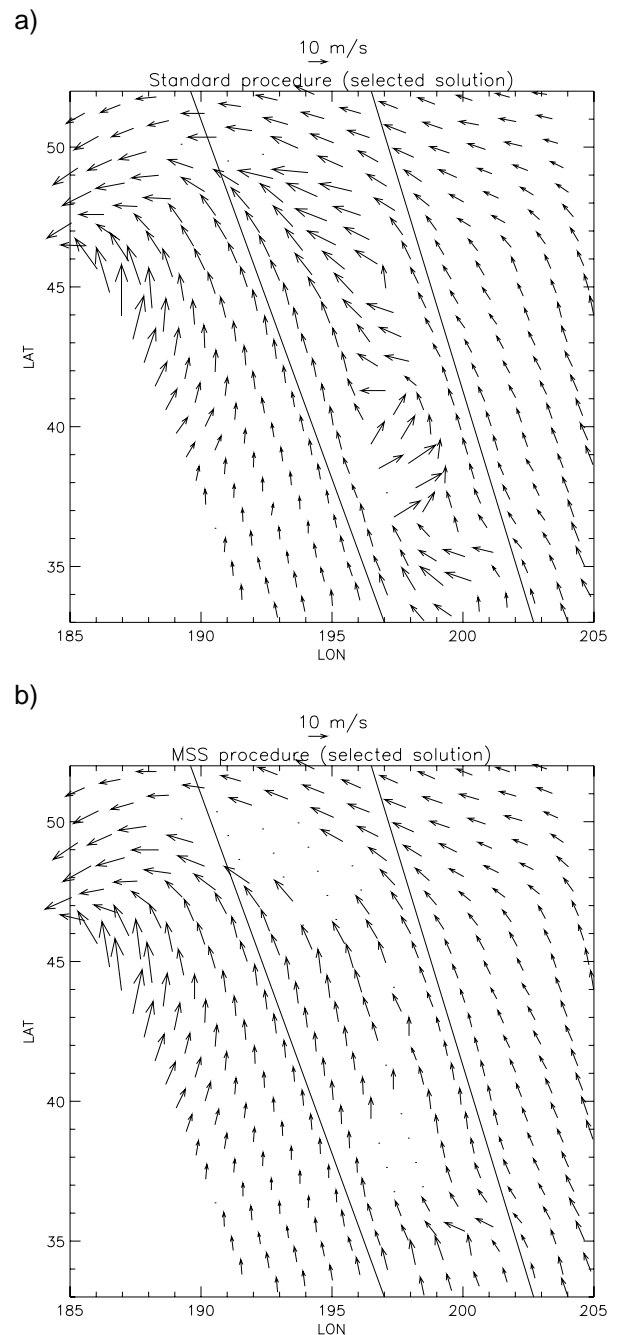 a)
10 m/s
Standard procedure (selected solution)
50
45
40
35
LAT
185 190 195 200 205
LON
b)
10 m/s
MSS procedure (selected solution)
50
45
40
35
LAT
185 190 195 200 205
LON